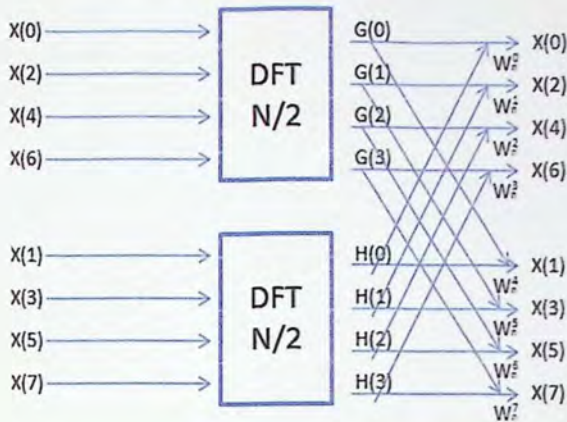 X(0) G(0) X(0)
X(2) G(1) X(2)
DFT
N/2
X(4) G(2) X(4)
X(6) G(3) X(6)
X(1) H(0) X(1)
X(3) H(1) X(3)
DFT
N/2
X(5) H(2) X(5)
X(7) H(3) X(7)